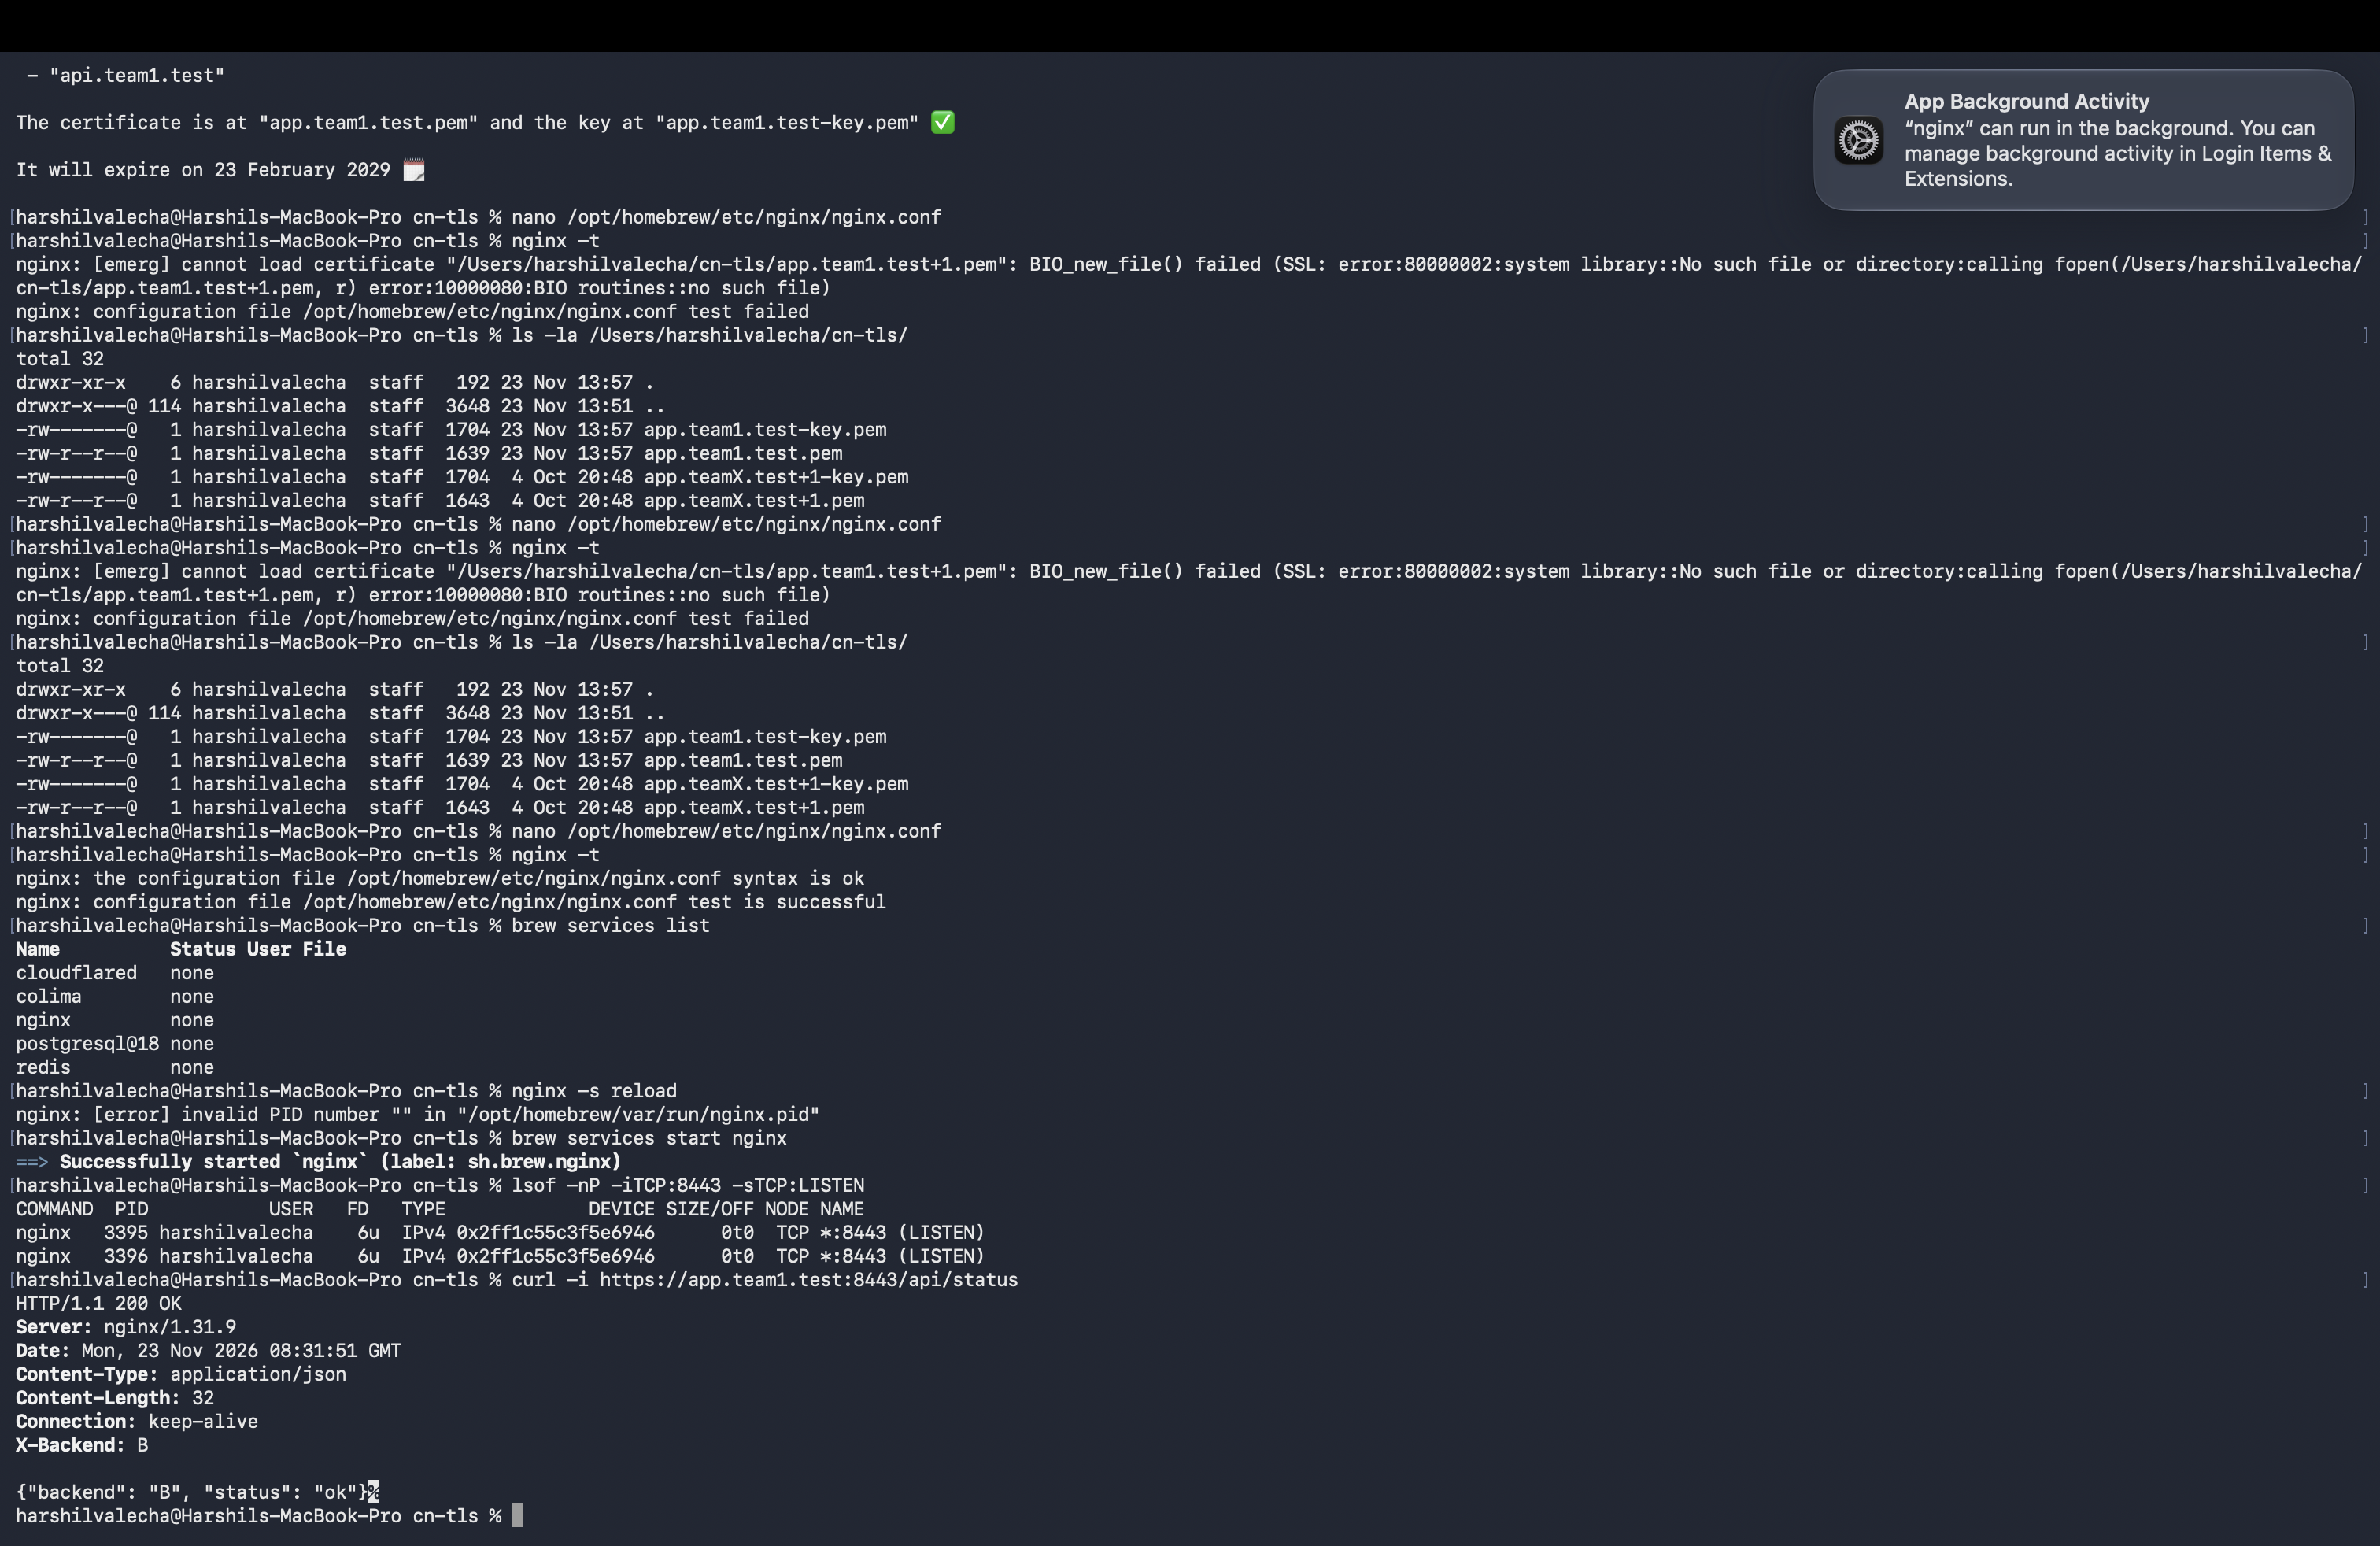 - "api.team1.test"
The certificate is at "app.team1.test.pem" and the key at "app.team1.test-key.pem" ✅
It will expire on 23 February 2029 🗓
App Background Activity
“nginx” can run in the background. You can
manage background activity in Login Items &
Extensions.
[harshilvalecha@Harshils-MacBook-Pro cn-tls % nano /opt/homebrew/etc/nginx/nginx.conf ]
[harshilvalecha@Harshils-MacBook-Pro cn-tls % nginx -t ]
nginx: [emerg] cannot load certificate "/Users/harshilvalecha/cn-tls/app.team1.test+1.pem": BIO_new_file() failed (SSL: error:80000002:system library::No such file or directory:calling fopen(/Users/harshilvalecha/
cn-tls/app.team1.test+1.pem, r) error:10000080:BIO routines::no such file)
nginx: configuration file /opt/homebrew/etc/nginx/nginx.conf test failed
[harshilvalecha@Harshils-MacBook-Pro cn-tls % ls -la /Users/harshilvalecha/cn-tls/ ]
total 32
drwxr-xr-x    6 harshilvalecha  staff   192 23 Nov 13:57 .
drwxr-x---@ 114 harshilvalecha  staff  3648 23 Nov 13:51 ..
-rw-------@   1 harshilvalecha  staff  1704 23 Nov 13:57 app.team1.test-key.pem
-rw-r--r--@   1 harshilvalecha  staff  1639 23 Nov 13:57 app.team1.test.pem
-rw-------@   1 harshilvalecha  staff  1704  4 Oct 20:48 app.teamX.test+1-key.pem
-rw-r--r--@   1 harshilvalecha  staff  1643  4 Oct 20:48 app.teamX.test+1.pem
[harshilvalecha@Harshils-MacBook-Pro cn-tls % nano /opt/homebrew/etc/nginx/nginx.conf ]
[harshilvalecha@Harshils-MacBook-Pro cn-tls % nginx -t ]
nginx: [emerg] cannot load certificate "/Users/harshilvalecha/cn-tls/app.team1.test+1.pem": BIO_new_file() failed (SSL: error:80000002:system library::No such file or directory:calling fopen(/Users/harshilvalecha/
cn-tls/app.team1.test+1.pem, r) error:10000080:BIO routines::no such file)
nginx: configuration file /opt/homebrew/etc/nginx/nginx.conf test failed
[harshilvalecha@Harshils-MacBook-Pro cn-tls % ls -la /Users/harshilvalecha/cn-tls/ ]
total 32
drwxr-xr-x    6 harshilvalecha  staff   192 23 Nov 13:57 .
drwxr-x---@ 114 harshilvalecha  staff  3648 23 Nov 13:51 ..
-rw-------@   1 harshilvalecha  staff  1704 23 Nov 13:57 app.team1.test-key.pem
-rw-r--r--@   1 harshilvalecha  staff  1639 23 Nov 13:57 app.team1.test.pem
-rw-------@   1 harshilvalecha  staff  1704  4 Oct 20:48 app.teamX.test+1-key.pem
-rw-r--r--@   1 harshilvalecha  staff  1643  4 Oct 20:48 app.teamX.test+1.pem
[harshilvalecha@Harshils-MacBook-Pro cn-tls % nano /opt/homebrew/etc/nginx/nginx.conf ]
[harshilvalecha@Harshils-MacBook-Pro cn-tls % nginx -t ]
nginx: the configuration file /opt/homebrew/etc/nginx/nginx.conf syntax is ok
nginx: configuration file /opt/homebrew/etc/nginx/nginx.conf test is successful
[harshilvalecha@Harshils-MacBook-Pro cn-tls % brew services list ]
Name          Status User File
cloudflared   none
colima        none
nginx         none
postgresql@18 none
redis         none
[harshilvalecha@Harshils-MacBook-Pro cn-tls % nginx -s reload ]
nginx: [error] invalid PID number "" in "/opt/homebrew/var/run/nginx.pid"
[harshilvalecha@Harshils-MacBook-Pro cn-tls % brew services start nginx ]
==> Successfully started `nginx` (label: sh.brew.nginx)
[harshilvalecha@Harshils-MacBook-Pro cn-tls % lsof -nP -iTCP:8443 -sTCP:LISTEN ]
COMMAND  PID           USER   FD   TYPE             DEVICE SIZE/OFF NODE NAME
nginx   3395 harshilvalecha    6u  IPv4 0x2ff1c55c3f5e6946      0t0  TCP *:8443 (LISTEN)
nginx   3396 harshilvalecha    6u  IPv4 0x2ff1c55c3f5e6946      0t0  TCP *:8443 (LISTEN)
[harshilvalecha@Harshils-MacBook-Pro cn-tls % curl -i https://app.team1.test:8443/api/status ]
HTTP/1.1 200 OK
Server: nginx/1.31.9
Date: Mon, 23 Nov 2026 08:31:51 GMT
Content-Type: application/json
Content-Length: 32
Connection: keep-alive
X-Backend: B
{"backend": "B", "status": "ok"}%
harshilvalecha@Harshils-MacBook-Pro cn-tls %